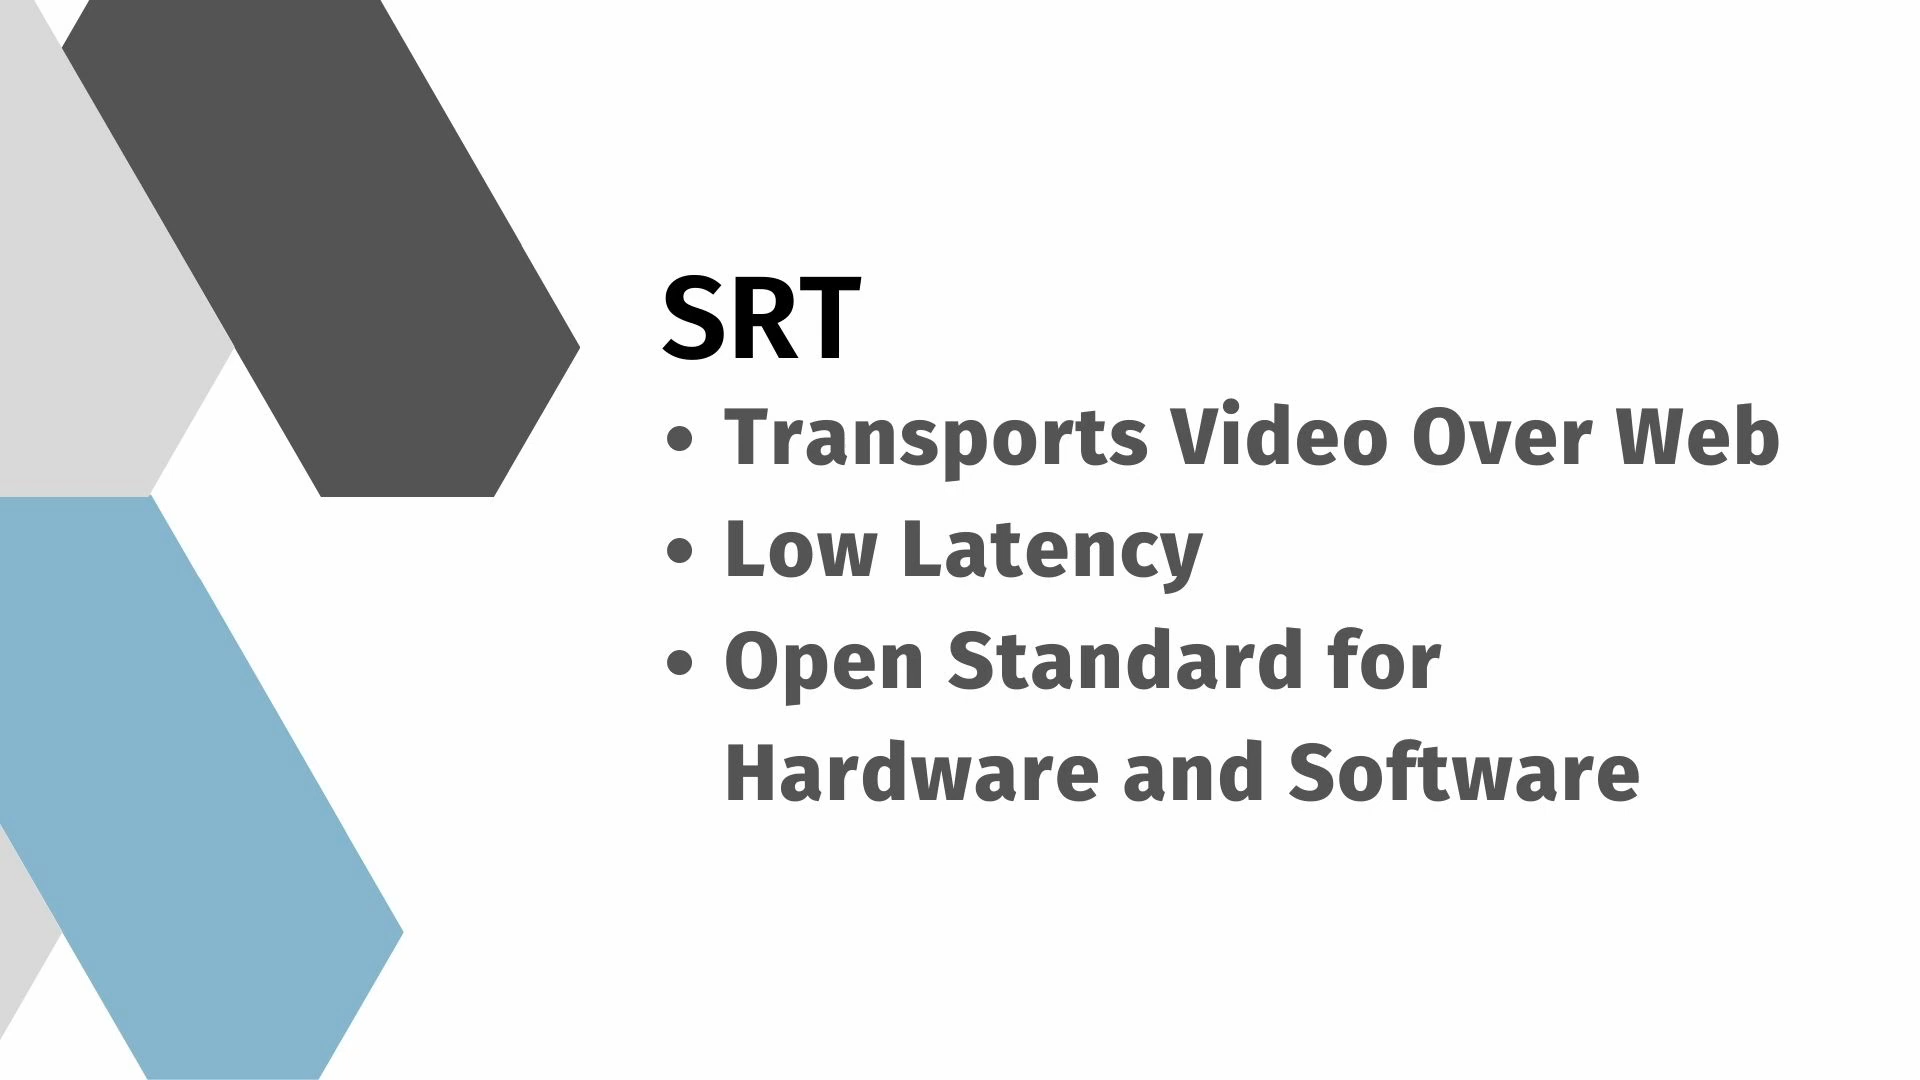 SRT
• Transports Video Over Web
• Low Latency
• Open Standard for
Hardware and Software